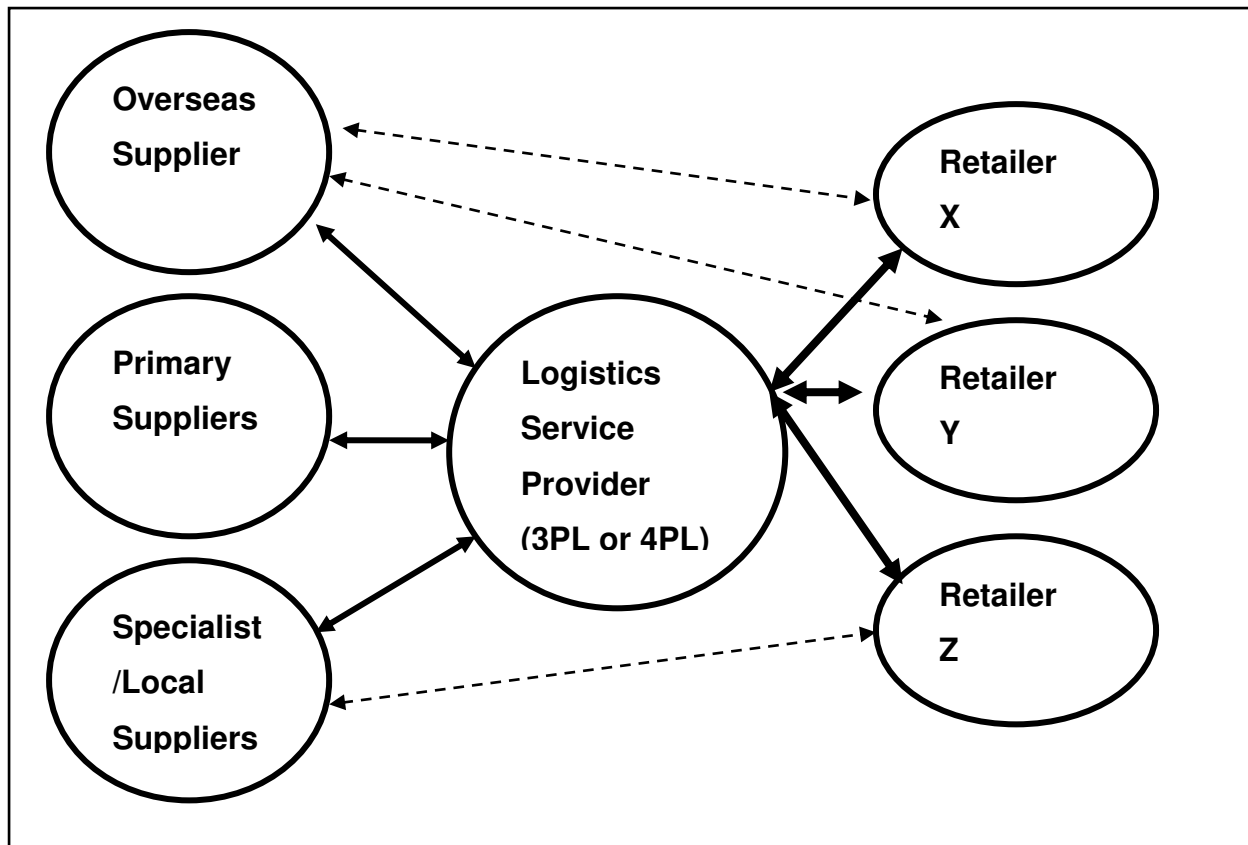 Overseas
Supplier
Primary
Suppliers
Specialist
/Local
Suppliers
Logistics
Service
Provider
(3PL or 4PL)
Retailer
X
Retailer
Y
Retailer
Z